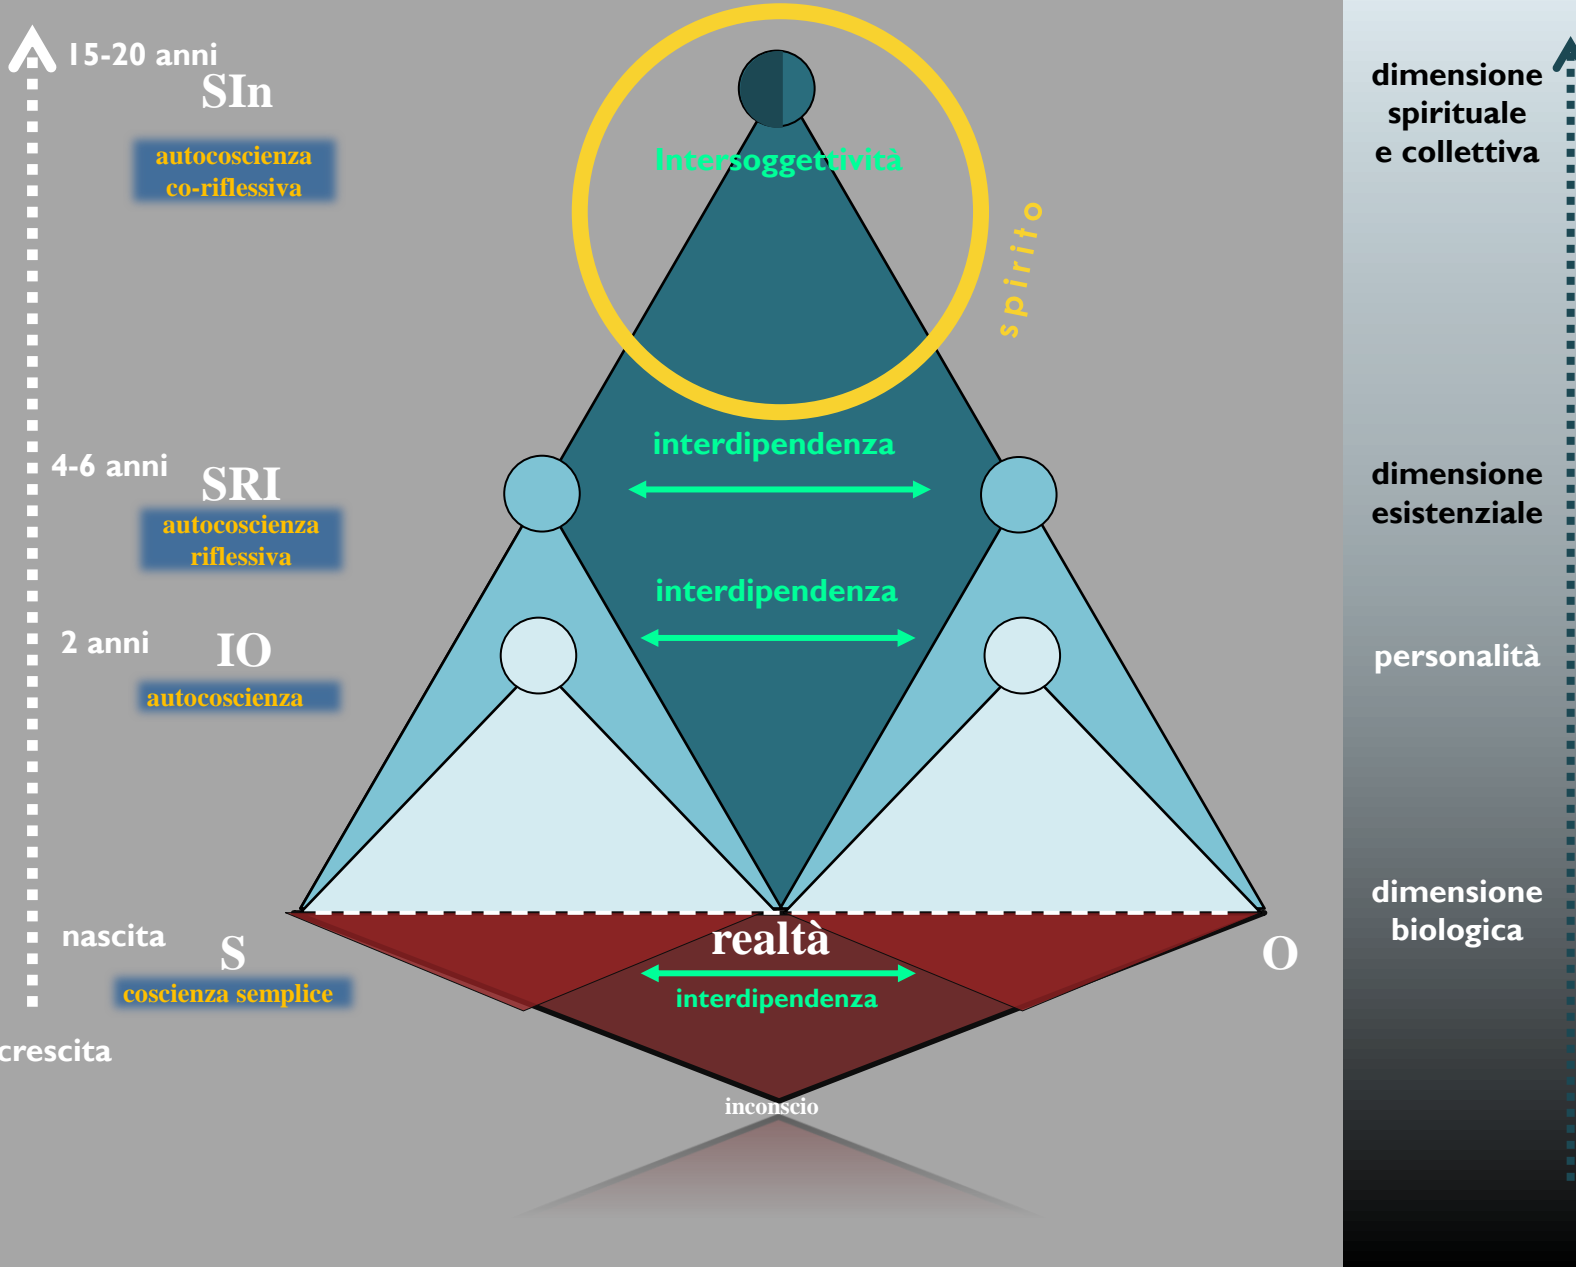 15-20 anni
SIn
autocoscienza
co-riflessiva
Intersoggettività
spirito
dimensione
spirituale
e collettiva
4-6 anni
SRI
autocoscienza
riflessiva
interdipendenza
dimensione
esistenziale
interdipendenza
2 anni
IO
autocoscienza
personalità
nascita
S
coscienza semplice
realtà
interdipendenza
O
dimensione
biologica
crescita
inconscio